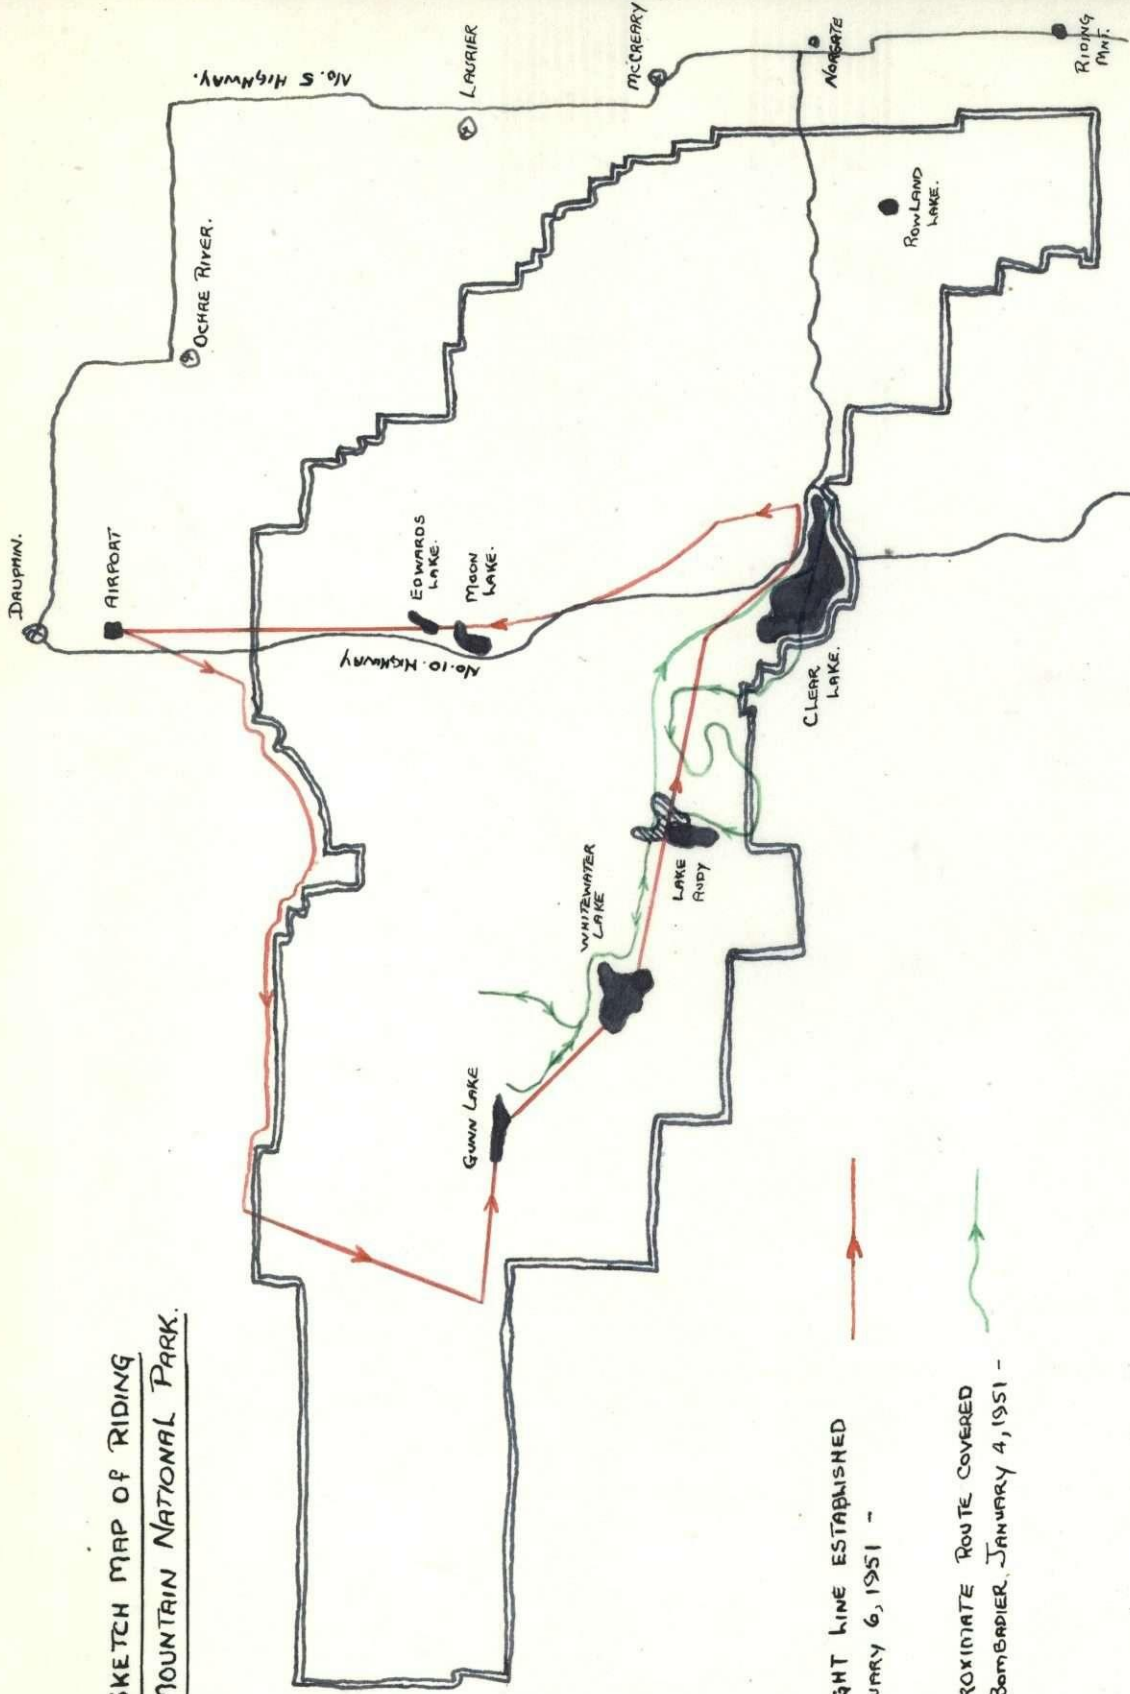 SKETCH MAP OF RIDING
MOUNTAIN NATIONAL PARK.
DAUPHIN.
AIRPORT
OCHRE RIVER.
No. 5 HIGHWAY.
LAURIER
McCREARY
NORGATE
RIDING
MNT.
EDWARDS
LAKE.
MOON
LAKE.
No. 10. HIGHWAY
ROWLAND
LAKE.
CLEAR
LAKE.
WHITEWATER
LAKE
LAKE
AUDY
GUNN LAKE
GHT LINE ESTABLISHED
UARY 6, 1951 -
ROXIMATE ROUTE COVERED
BOMBADIER, JANUARY 4, 1951 -